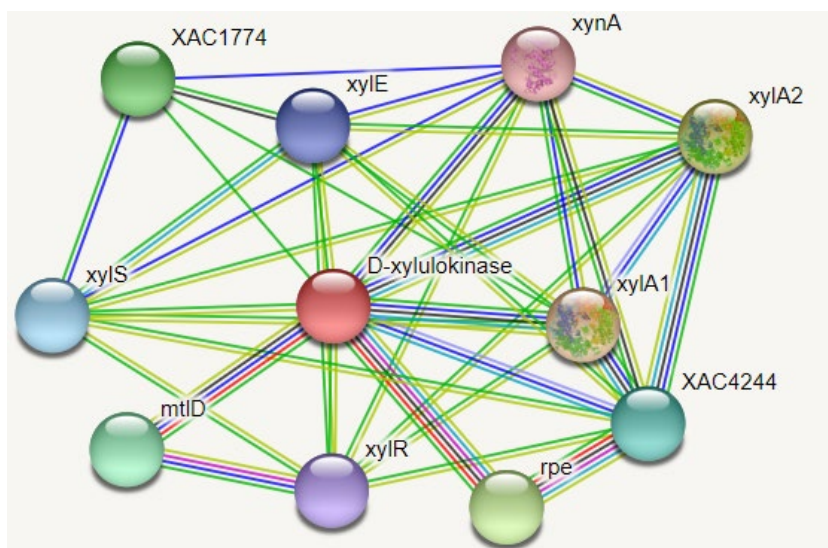 XAC1774
xynA
xylE
xylA2
D-xylulokinase
xylS
xylA1
XAC4244
mtlD
xylR
rpe